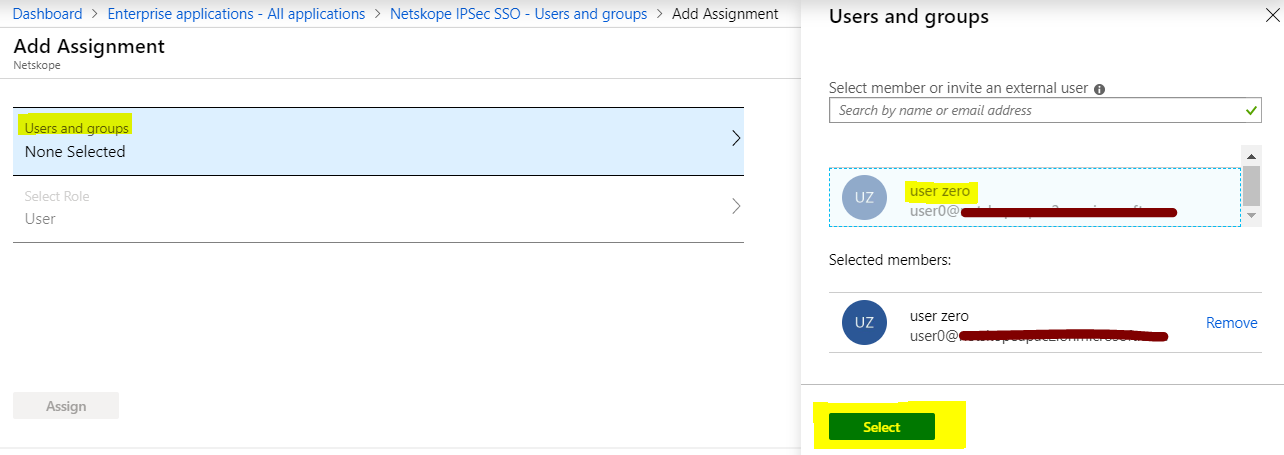 Dashboard > Enterprise applications - All applications > Netskope IPSec SSO - Users and groups > Add Assignment
Add Assignment
Netskope
Users and groups
None Selected
Select Role
User
Assign
Users and groups
Select member or invite an external user
Search by name or email address
UZ
user zero
user0@
Selected members:
UZ
user zero
user0@
Remove
Select